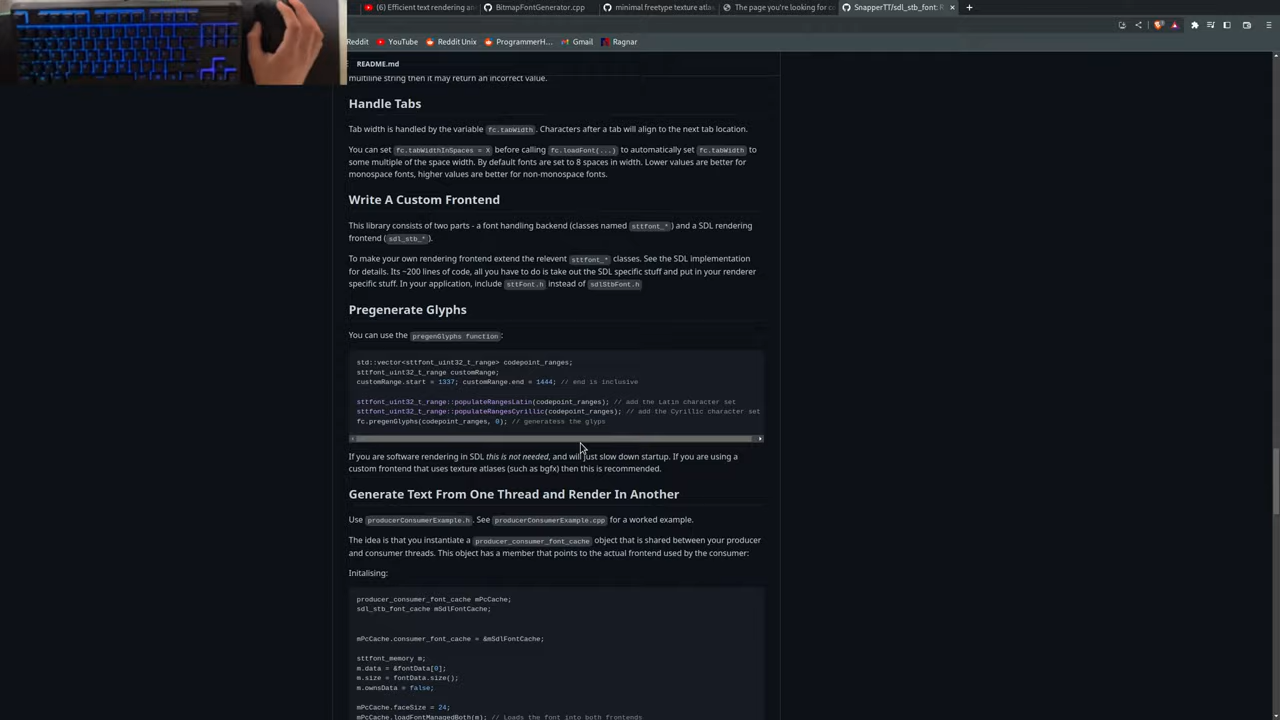 (6) Efficient text rendering an
BitmapFontGenerator.cpp
minimal freetype texture atlas
The page you're looking for c
SnapperTT/sdl_stb_font: R
Reddit
YouTube
Reddit Unix
ProgrammerH...
Gmail
Ragnar
README.md
multiline string then it may return an incorrect value.
Handle Tabs
Tab width is handled by the variable fc.tabWidth. Characters after a tab will align to the next tab location.
You can set fc.tabWidthInSpaces = X before calling fc.loadFont(...) to automatically set fc.tabWidth to
some multiple of the space width. By default fonts are set to 8 spaces in width. Lower values are better for
monospace fonts, higher values are better for non-monospace fonts.
Write A Custom Frontend
This library consists of two parts - a font handling backend (classes named sttfont_*) and a SDL rendering
frontend (sdl_stb_*).
To make your own rendering frontend extend the relevent sttfont_* classes. See the SDL implementation
for details. Its ~200 lines of code, all you have to do is take out the SDL specific stuff and put in your renderer
specific stuff. In your application, include sttFont.h instead of sdlStbFont.h
Pregenerate Glyphs
You can use the pregenGlyphs function:
std::vector<sttfont_uint32_t_range> codepoint_ranges;
sttfont_uint32_t_range customRange;
customRange.start = 1337; customRange.end = 1444; // end is inclusive
sttfont_uint32_t_range::populateRangesLatin(codepoint_ranges); // add the Latin character set
sttfont_uint32_t_range::populateRangesCyrillic(codepoint_ranges); // add the Cyrillic character set
fc.pregenGlyphs(codepoint_ranges, 0); // generatess the glyps
If you are software rendering in SDL this is not needed, and will just slow down startup. If you are using a
custom frontend that uses texture atlases (such as bgfx) then this is recommended.
Generate Text From One Thread and Render In Another
Use producerConsumerExample.h. See producerConsumerExample.cpp for a worked example.
The idea is that you instantiate a producer_consumer_font_cache object that is shared between your producer
and consumer threads. This object has a member that points to the actual frontend used by the consumer:
Initalising:
producer_consumer_font_cache mPcCache;
sdl_stb_font_cache mSdlFontCache;
mPcCache.consumer_font_cache = &mSdlFontCache;
sttfont_memory m;
m.data = &fontData[0];
m.size = fontData.size();
m.ownsData = false;
mPcCache.faceSize = 24;
mPcCache.loadFontManagedBoth(m); // Loads the font into both frontends